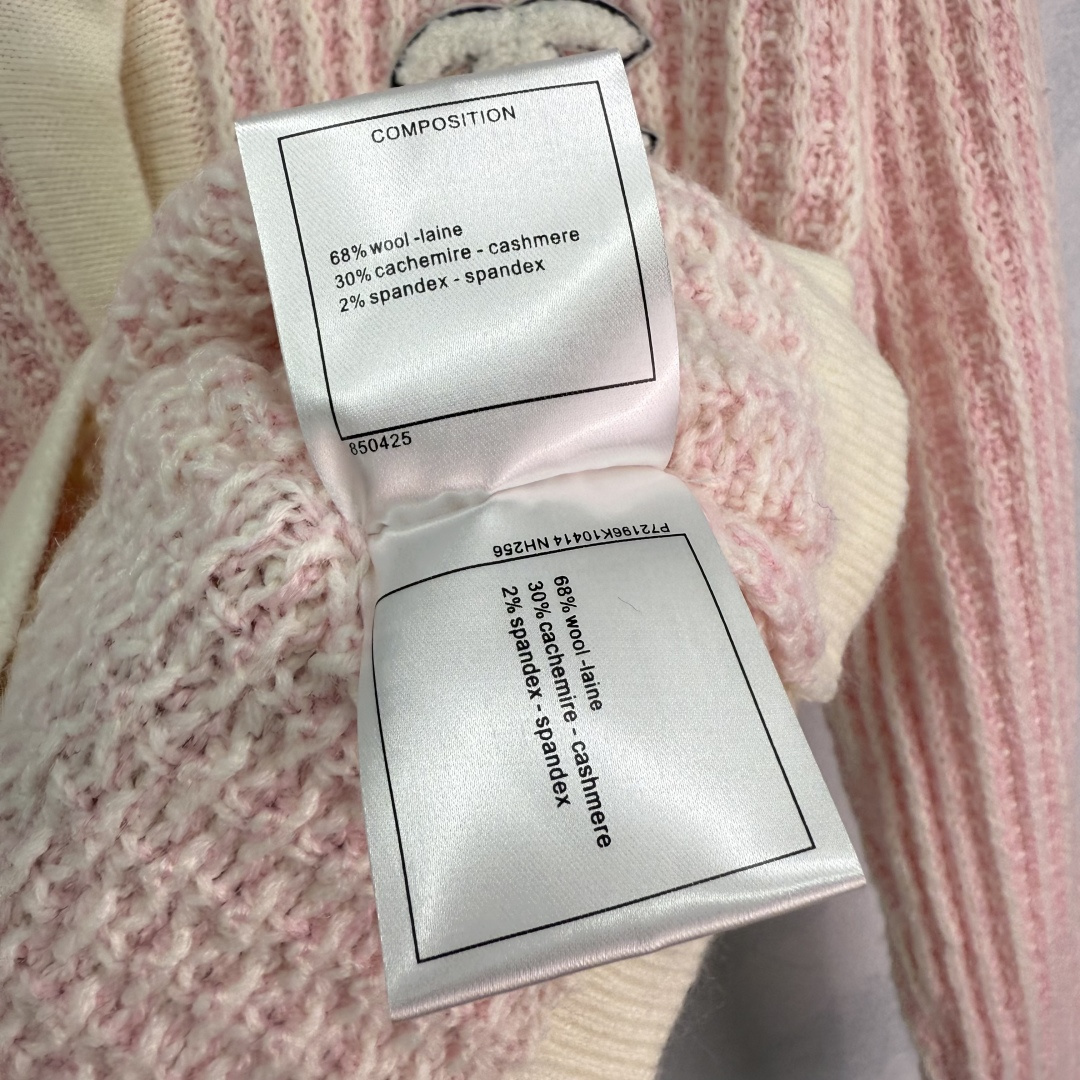 COMPOSITION
68% wool -laine
30% cachemire - cashmere
2% spandex - spandex
850425
P72196K10414 NH256
68% wool -laine
30% cachemire - cashmere
2% spandex - spandex